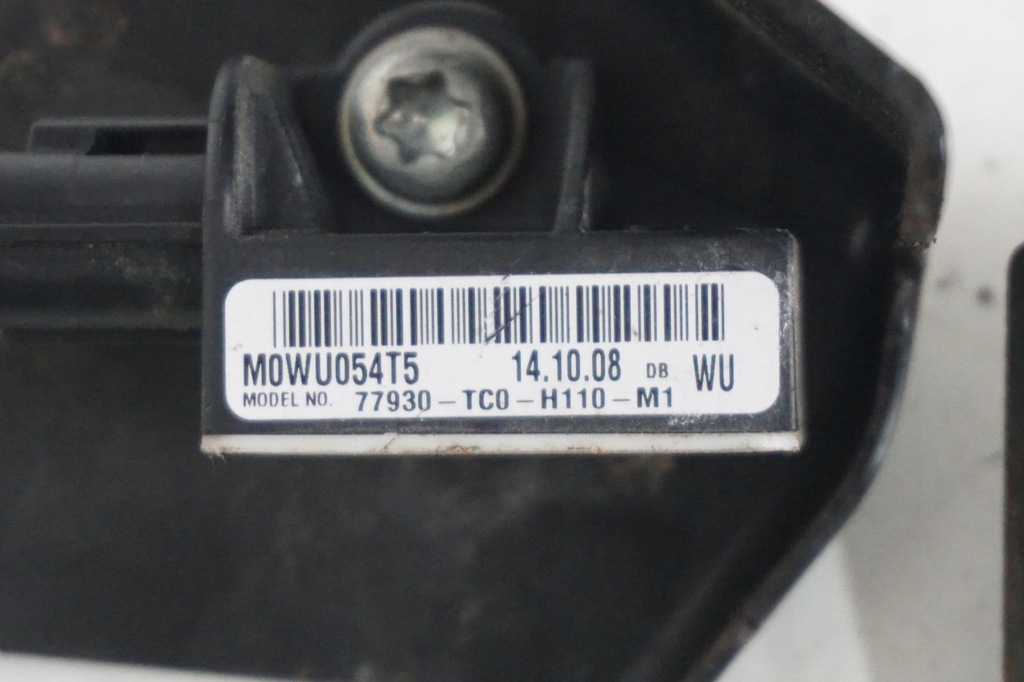 M0WU054T5 14.10.08 DB WU
MODEL NO. 77930-TC0-H110-M1